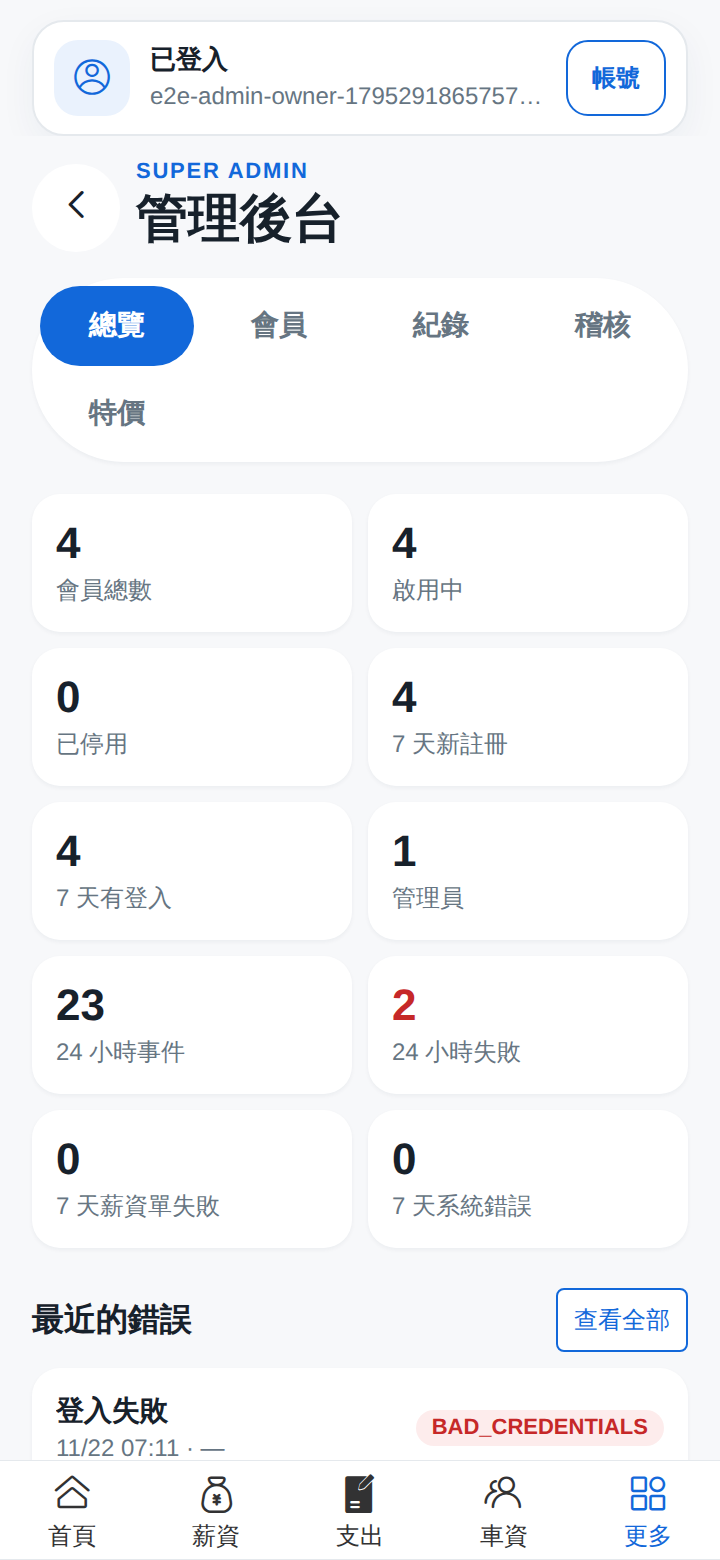 已登入
e2e-admin-owner-1795291865757…
帳號
SUPER ADMIN
管理後台
總覽
會員
紀錄
稽核
特價
4
會員總數
4
啟用中
0
已停用
4
7 天新註冊
4
7 天有登入
1
管理員
23
24 小時事件
2
24 小時失敗
0
7 天薪資單失敗
0
7 天系統錯誤
最近的錯誤
查看全部
登入失敗
BAD_CREDENTIALS
11/22 07:11 · —
首頁
薪資
支出
車資
更多